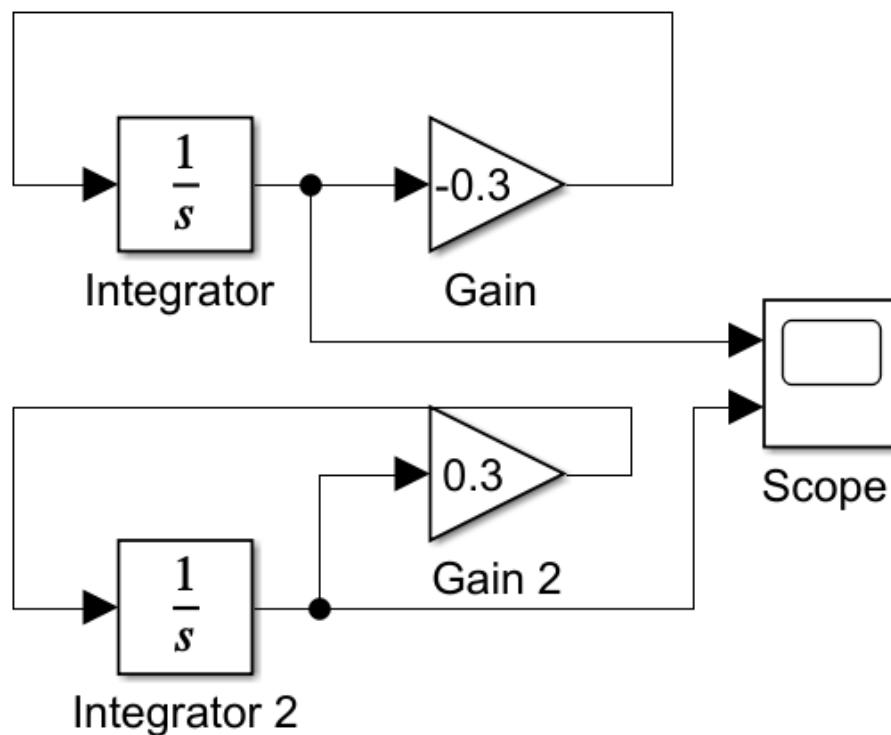 1
s
-0.3
Integrator
Gain
Scope
0.3
Gain 2
1
s
Integrator 2